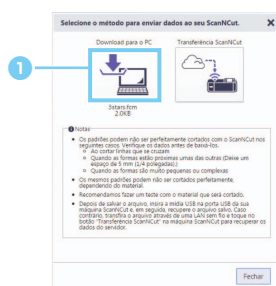 Selecione o método para enviar dados ao seu ScanNCut.
X
Download para o PC
Transferência ScanNCut
1
3stars.fcm
2.0KB
Notas
• Os padrões podem não ser perfeitamente cortados com o ScanNCut nos
seguintes casos. Verifique os dados antes de baixá-los.
Ao cortar linhas que se cruzam
Quando as formas estão próximas umas das outras (Deixe um
espaço de 5 mm (1/4 polegadas).)
Quando as formas são muito pequenas ou complexas
• Os mesmos padrões podem não ser cortados perfeitamente,
dependendo do material.
• Recomendamos fazer um teste com o material que será cortado.
• Depois de salvar o arquivo, insira a mídia USB na porta USB da sua
máquina ScanNCut e, em seguida, recupere o arquivo salvo. Caso
contrário, transfira o arquivo através de uma LAN sem fio e toque no
botão "Transferência ScanNCut" na máquina ScanNCut para recuperar os
dados do servidor.
Fechar